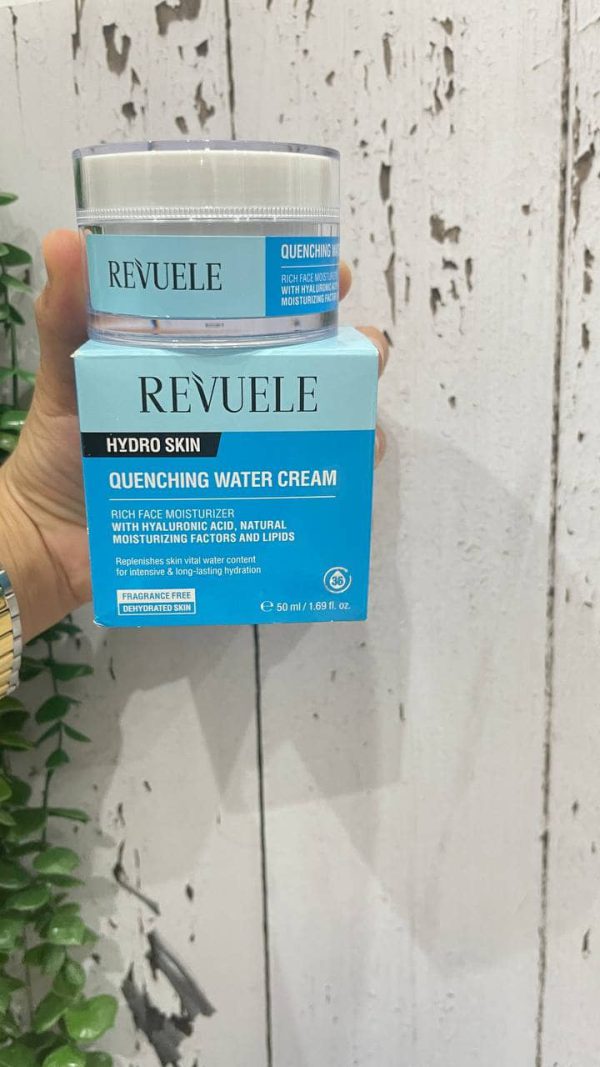 REVUELE
QUENCHING
RICH FACE MOISTURIZER
WITH HYALURONIC
MOISTURIZING
REVUELE
HYDRO SKIN
QUENCHING WATER CREAM
RICH FACE MOISTURIZER
WITH HYALURONIC ACID, NATURAL
MOISTURIZING FACTORS AND LIPIDS
Replenishes skin vital water content
for intensive & long-lasting hydration
36
FRAGRANCE FREE
DEHYDRATED SKIN
℮ 50 ml / 1.69 fl. oz.